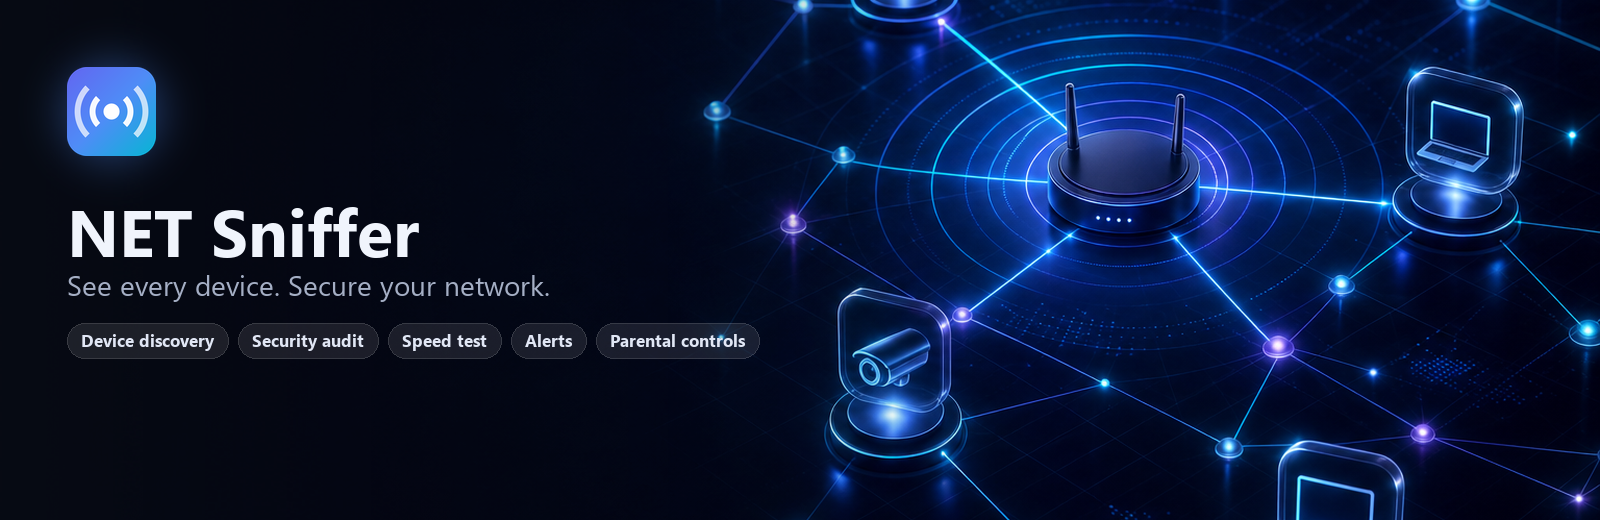 NET Sniffer
See every device. Secure your network.
Device discovery Security audit Speed test Alerts Parental controls